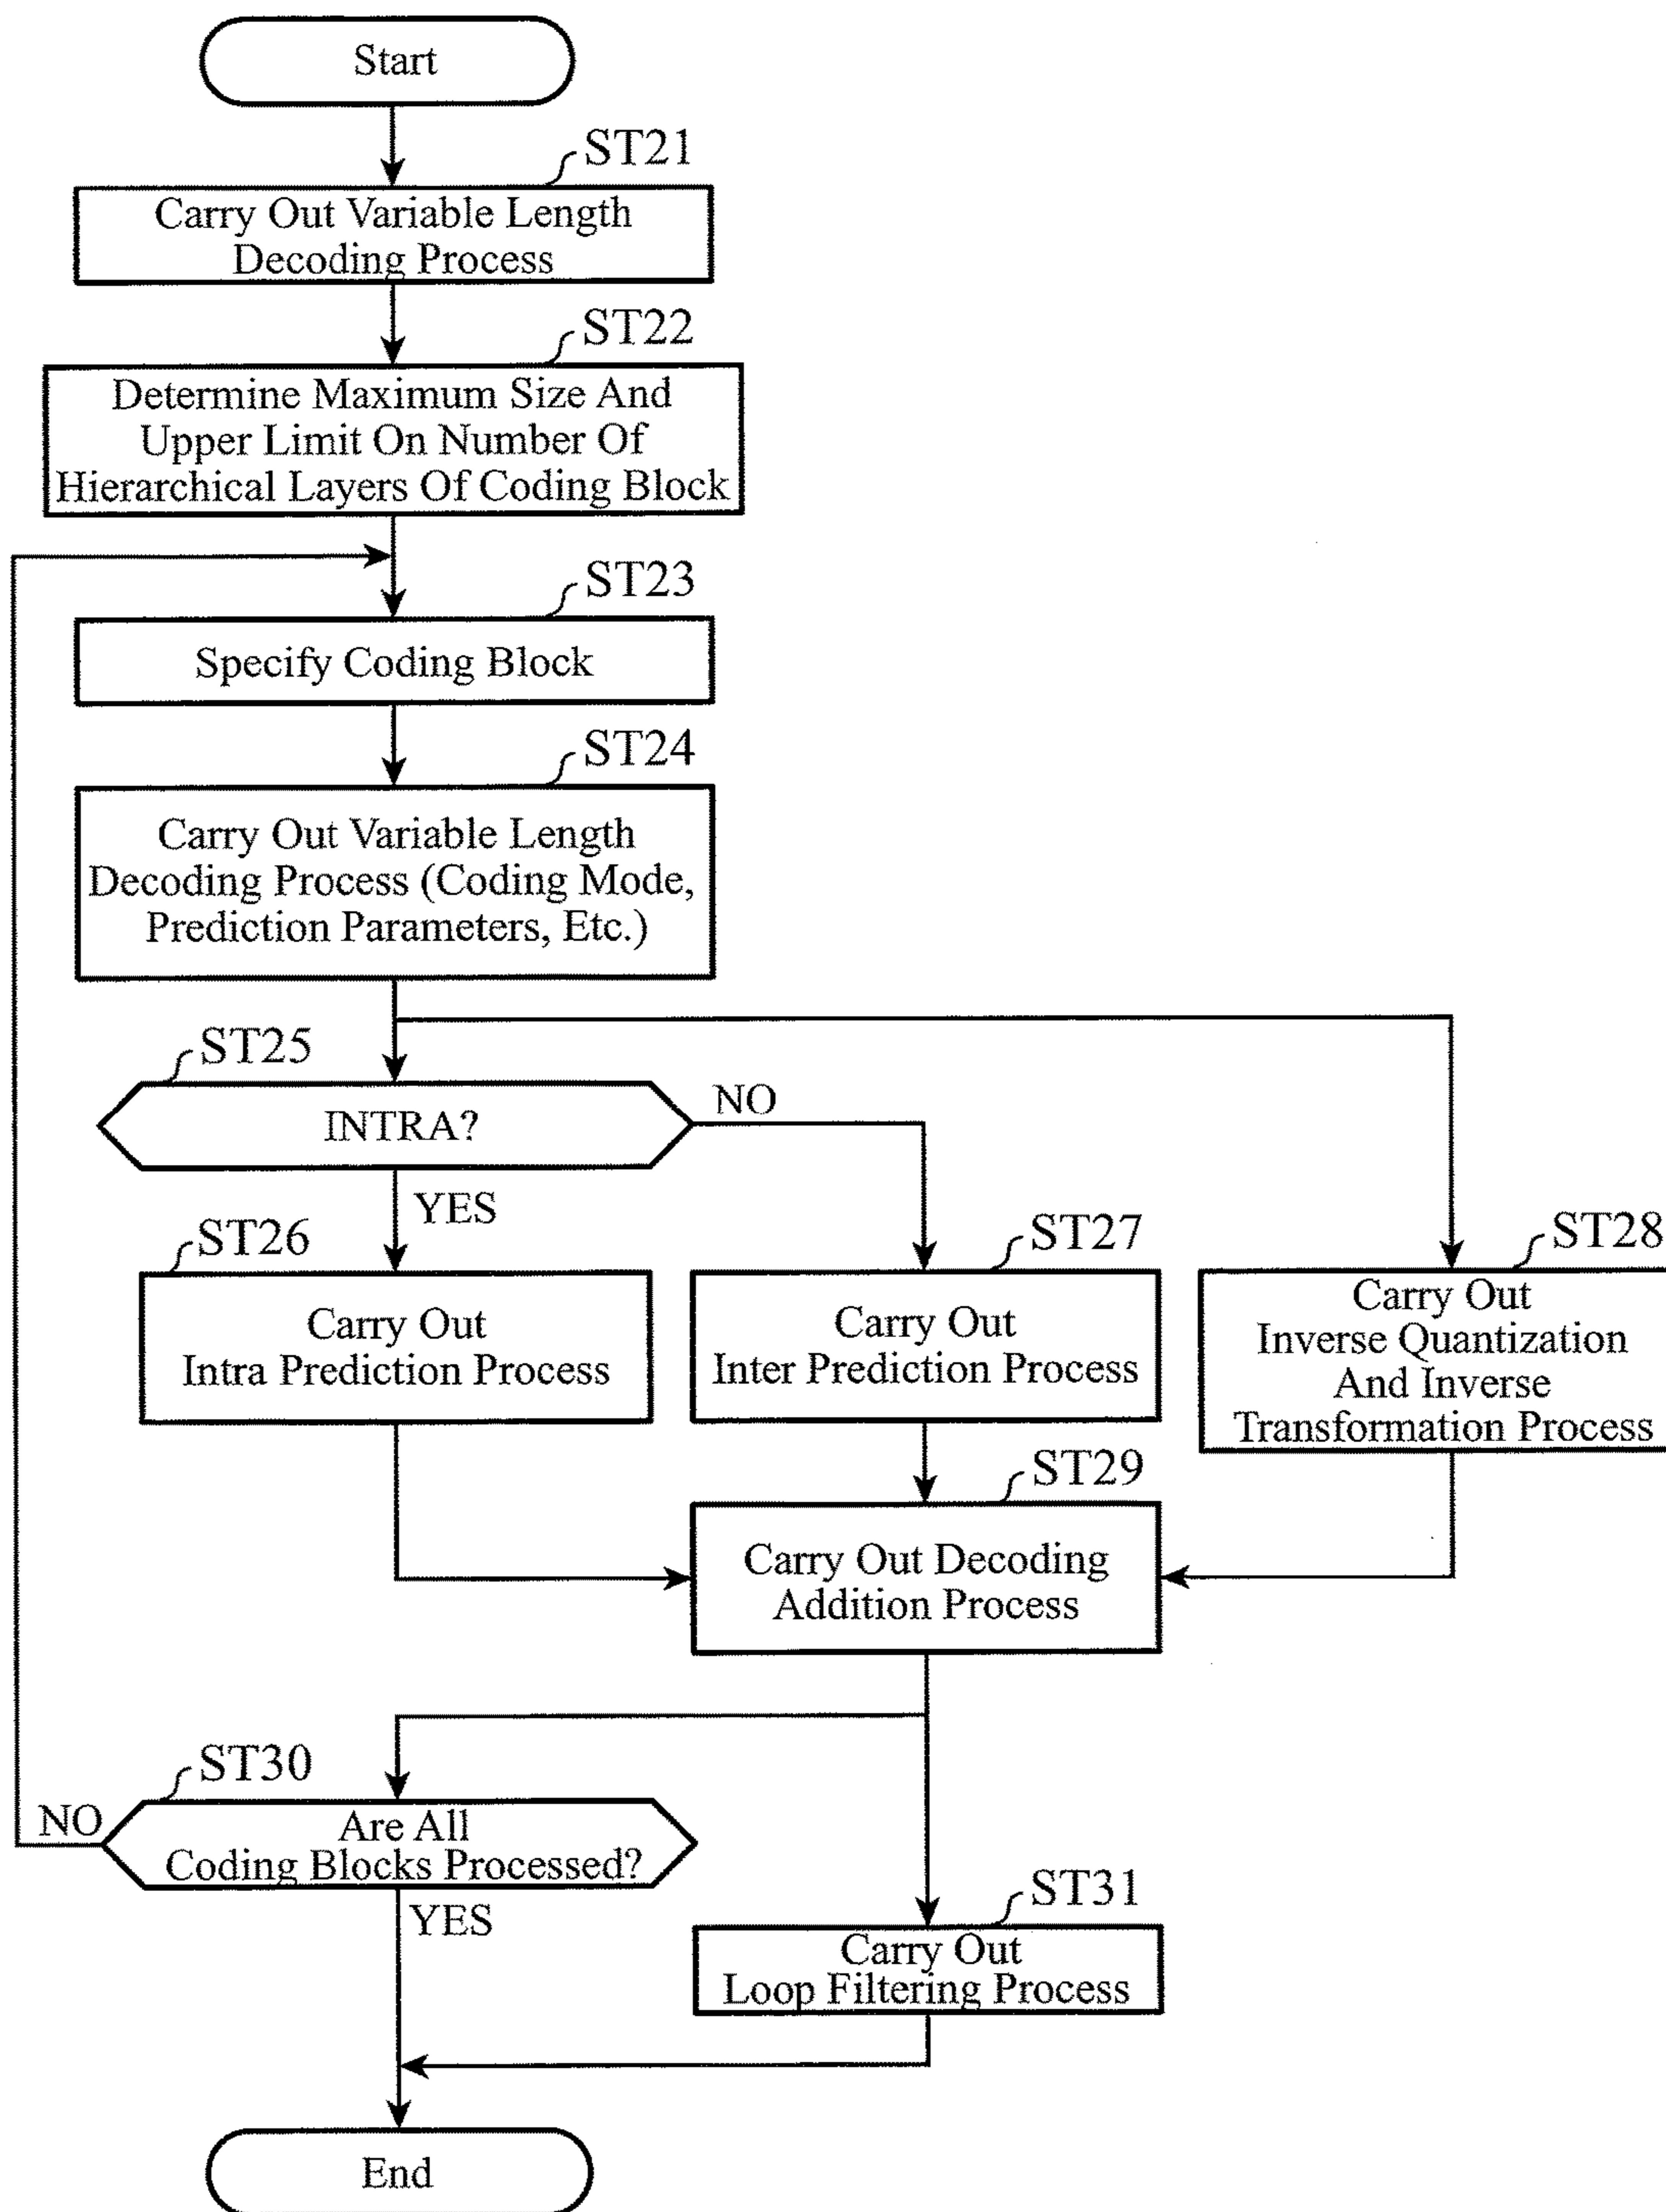 Start
ST21
Carry Out Variable Length
Decoding Process
ST22
Determine Maximum Size And
Upper Limit On Number Of
Hierarchical Layers Of Coding Block
ST23
Specify Coding Block
ST24
Carry Out Variable Length
Decoding Process (Coding Mode,
Prediction Parameters, Etc.)
ST25
INTRA?
NO
YES
ST26
Carry Out
Intra Prediction Process
ST27
Carry Out
Inter Prediction Process
ST28
Carry Out
Inverse Quantization
And Inverse
Transformation Process
ST29
Carry Out Decoding
Addition Process
ST30
NO
Are All
Coding Blocks Processed?
YES
ST31
Carry Out
Loop Filtering Process
End